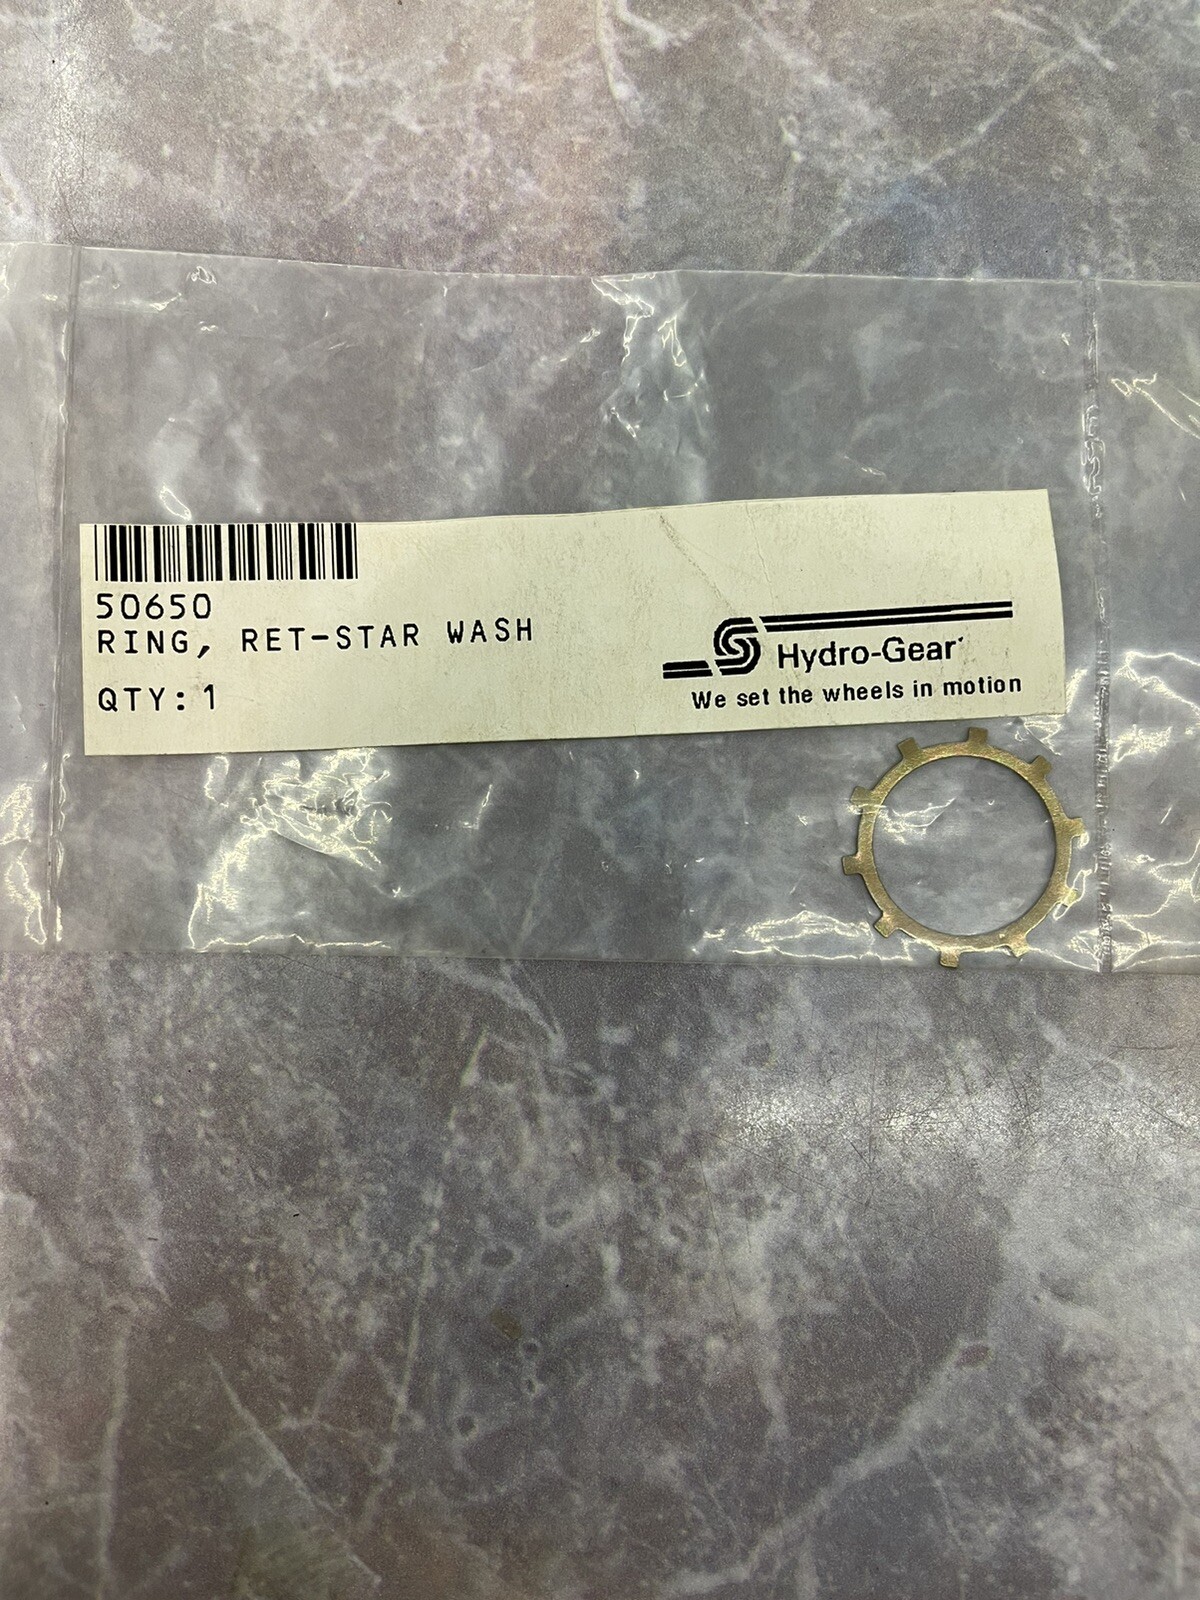 50650
RING, RET-STAR WASH
QTY:1
Hydro-Gear
We set the wheels in motion